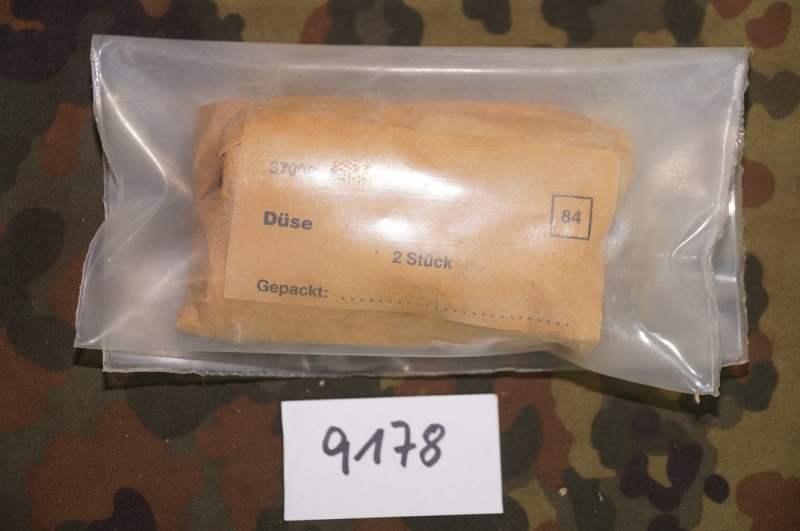 Düse
84
2 Stück
Gepackt: ........................
9178